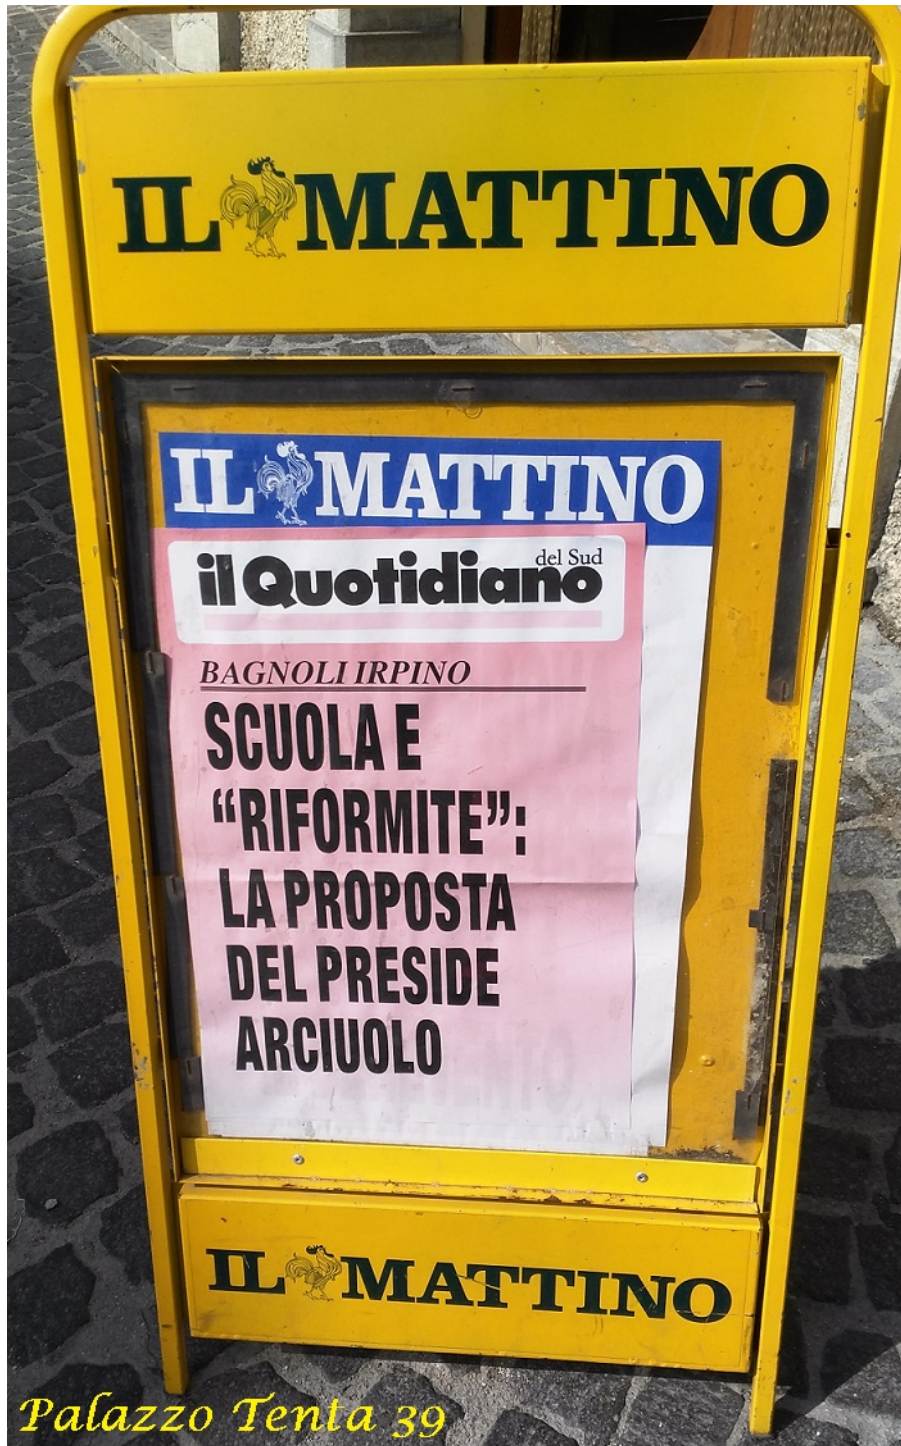 IL MATTINO
IL MATTINO
il Quotidiano
del Sud
BAGNOLI IRPINO
SCUOLA E
“RIFORMITE”:
LA PROPOSTA
DEL PRESIDE
ARCIUOLO
IL MATTINO
Palazzo Tenta 39